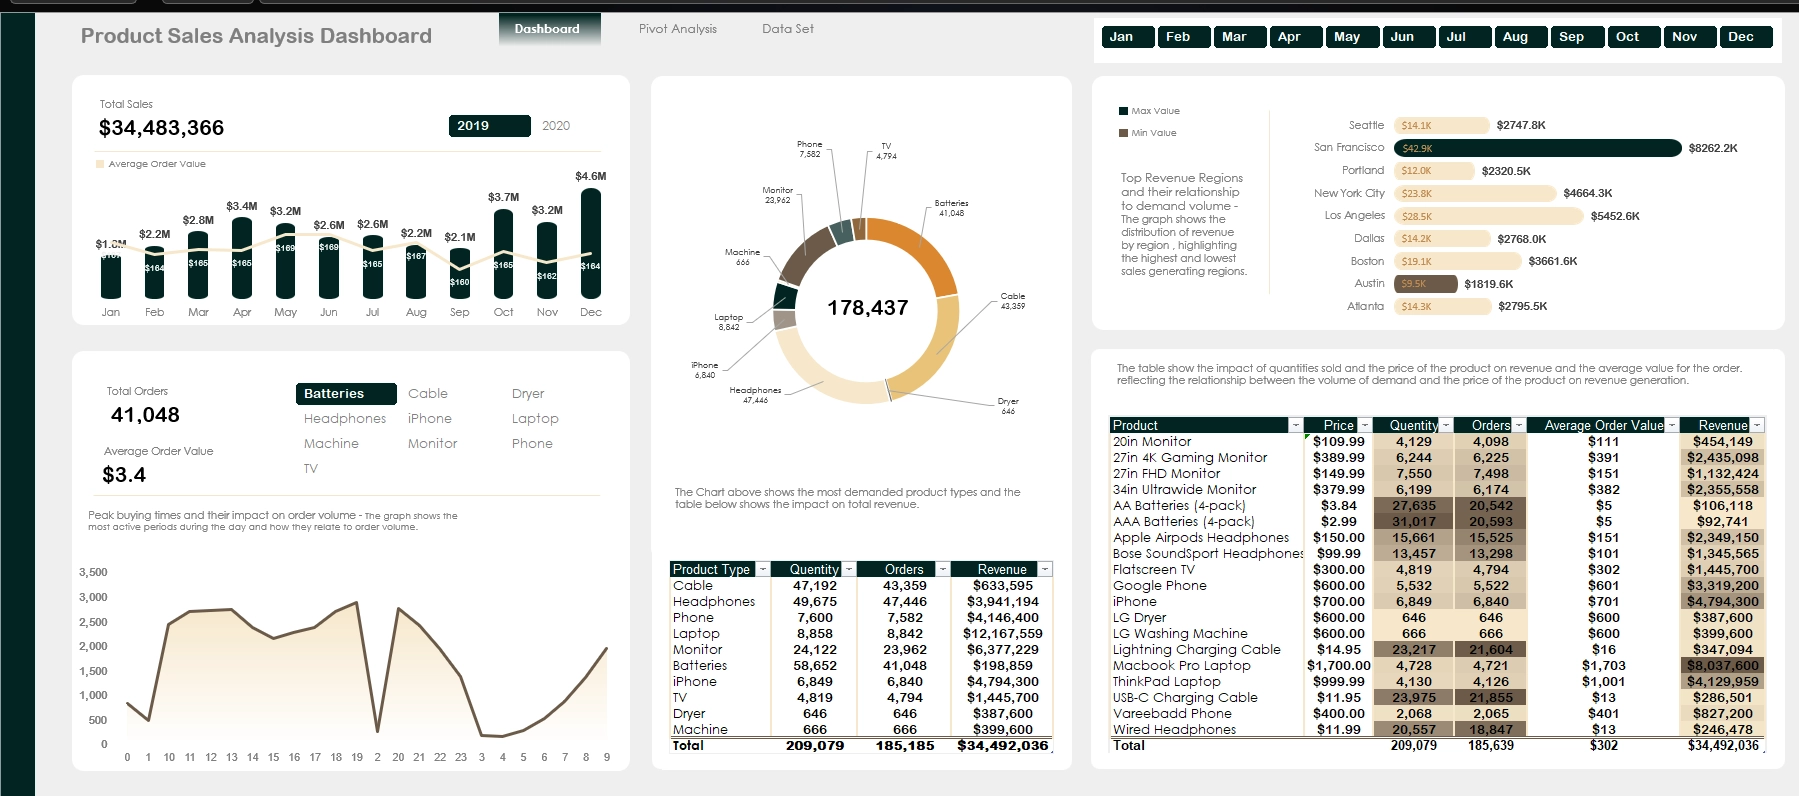 Product Sales Analysis Dashboard
Dashboard
Pivot Analysis
Data Set
Jan Feb Mar Apr May Jun Jul Aug Sep Oct Nov Dec
Total Sales
$34,483,366
2019
2020
Average Order Value
$2.2M
$2.8M
$3.4M
$3.2M
$2.6M
$2.6M
$2.2M
$2.1M
$3.7M
$3.2M
$4.6M
$164
$165
$165
$169
$169
$165
$167
$160
$165
$162
$164
Jan Feb Mar Apr May Jun Jul Aug Sep Oct Nov Dec
Total Orders
41,048
Average Order Value
$3.4
Batteries Cable Dryer
Headphones iPhone Laptop
Machine Monitor Phone
TV
Peak buying times and their impact on order volume - The graph shows the
most active periods during the day and how they relate to order volume.
3,500
3,000
2,500
2,000
1,500
1,000
500
0
0 1 10 11 12 13 14 15 16 17 18 19 2 20 21 22 23 3 4 5 6 7 8 9
Phone
7,582
TV
4,794
Monitor
23,962
Batteries
41,048
Machine
666
Cable
43,359
178,437
Laptop
8,842
iPhone
6,840
Headphones
47,446
Dryer
646
The Chart above shows the most demanded product types and the
table below shows the impact on total revenue.
Product Type Quentity Orders Revenue
Cable 47,192 43,359 $633,595
Headphones 49,675 47,446 $3,941,194
Phone 7,600 7,582 $4,146,400
Laptop 8,858 8,842 $12,167,559
Monitor 24,122 23,962 $6,377,229
Batteries 58,652 41,048 $198,859
iPhone 6,849 6,840 $4,794,300
TV 4,819 4,794 $1,445,700
Dryer 646 646 $387,600
Machine 666 666 $399,600
Total 209,079 185,185 $34,492,036
Max Value
Min Value
Top Revenue Regions
and their relationship
to demand volume -
The graph shows the
distribution of revenue
by region , highlighting
the highest and lowest
sales generating regions.
Seattle $14.1K $2747.8K
San Francisco $42.9K $8262.2K
Portland $12.0K $2320.5K
New York City $23.8K $4664.3K
Los Angeles $28.5K $5452.6K
Dallas $14.2K $2768.0K
Boston $19.1K $3661.6K
Austin $9.5K $1819.6K
Atlanta $14.3K $2795.5K
The table show the impact of quantities sold and the price of the product on revenue and the average value for the order.
reflecting the relationship between the volume of demand and the price of the product on revenue generation.
Product Price Quentity Orders Average Order Value Revenue
20in Monitor $109.99 4,129 4,098 $111 $454,149
27in 4K Gaming Monitor $389.99 6,244 6,225 $391 $2,435,098
27in FHD Monitor $149.99 7,550 7,498 $151 $1,132,424
34in Ultrawide Monitor $379.99 6,199 6,174 $382 $2,355,558
AA Batteries (4-pack) $3.84 27,635 20,542 $5 $106,118
AAA Batteries (4-pack) $2.99 31,017 20,593 $5 $92,741
Apple Airpods Headphones $150.00 15,661 15,525 $151 $2,349,150
Bose SoundSport Headphones $99.99 13,457 13,298 $101 $1,345,565
Flatscreen TV $300.00 4,819 4,794 $302 $1,445,700
Google Phone $600.00 5,532 5,522 $601 $3,319,200
iPhone $700.00 6,849 6,840 $701 $4,794,300
LG Dryer $600.00 646 646 $600 $387,600
LG Washing Machine $600.00 666 666 $600 $399,600
Lightning Charging Cable $14.95 23,217 21,604 $16 $347,094
Macbook Pro Laptop $1,700.00 4,728 4,721 $1,703 $8,037,600
ThinkPad Laptop $999.99 4,130 4,126 $1,001 $4,129,959
USB-C Charging Cable $11.95 23,975 21,855 $13 $286,501
Vareebadd Phone $400.00 2,068 2,065 $401 $827,200
Wired Headphones $11.99 20,557 18,847 $13 $246,478
Total 209,079 185,639 $302 $34,492,036